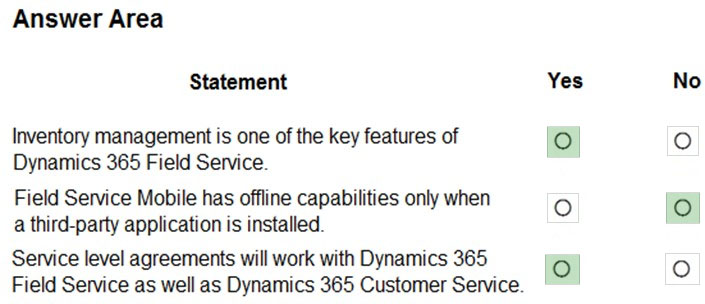 Answer Area
Statement Yes No
Inventory management is one of the key features of
Dynamics 365 Field Service.
Field Service Mobile has offline capabilities only when
a third-party application is installed.
Service level agreements will work with Dynamics 365
Field Service as well as Dynamics 365 Customer Service.